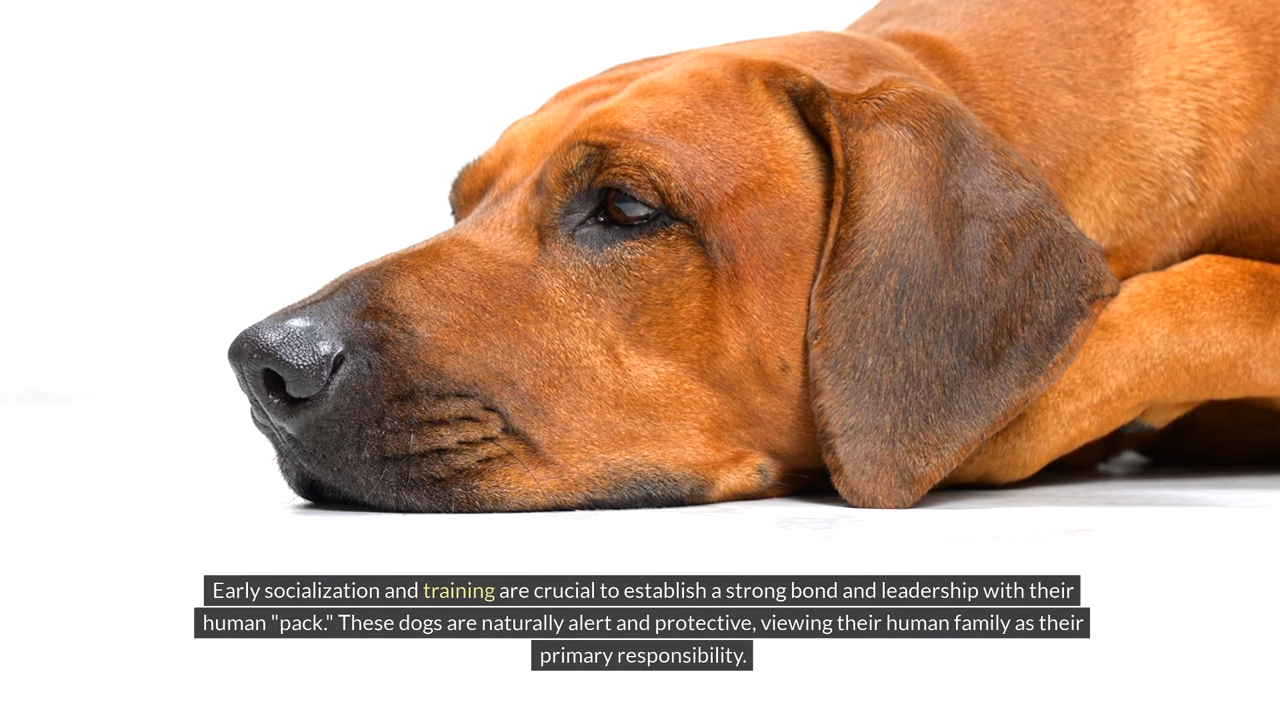 Early socialization and training are crucial to establish a strong bond and leadership with their
human "pack." These dogs are naturally alert and protective, viewing their human family as their
primary responsibility.